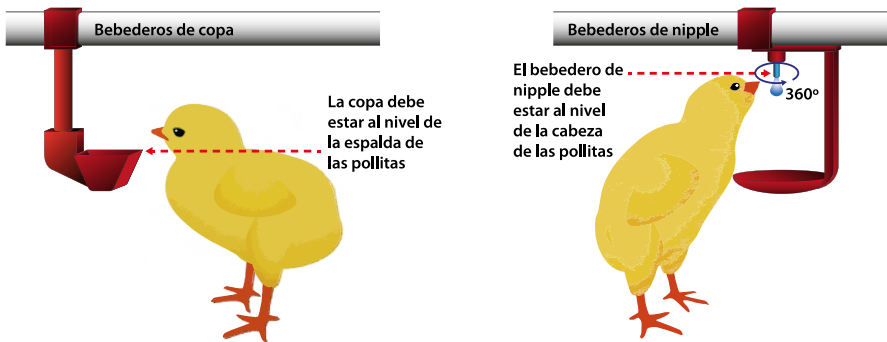 Bebederos de copa
La copa debe
estar al nivel de
la espalda de
las pollitas
Bebederos de nipple
El bebedero de
nipple debe
estar al nivel
de la cabeza
de las pollitas
360º